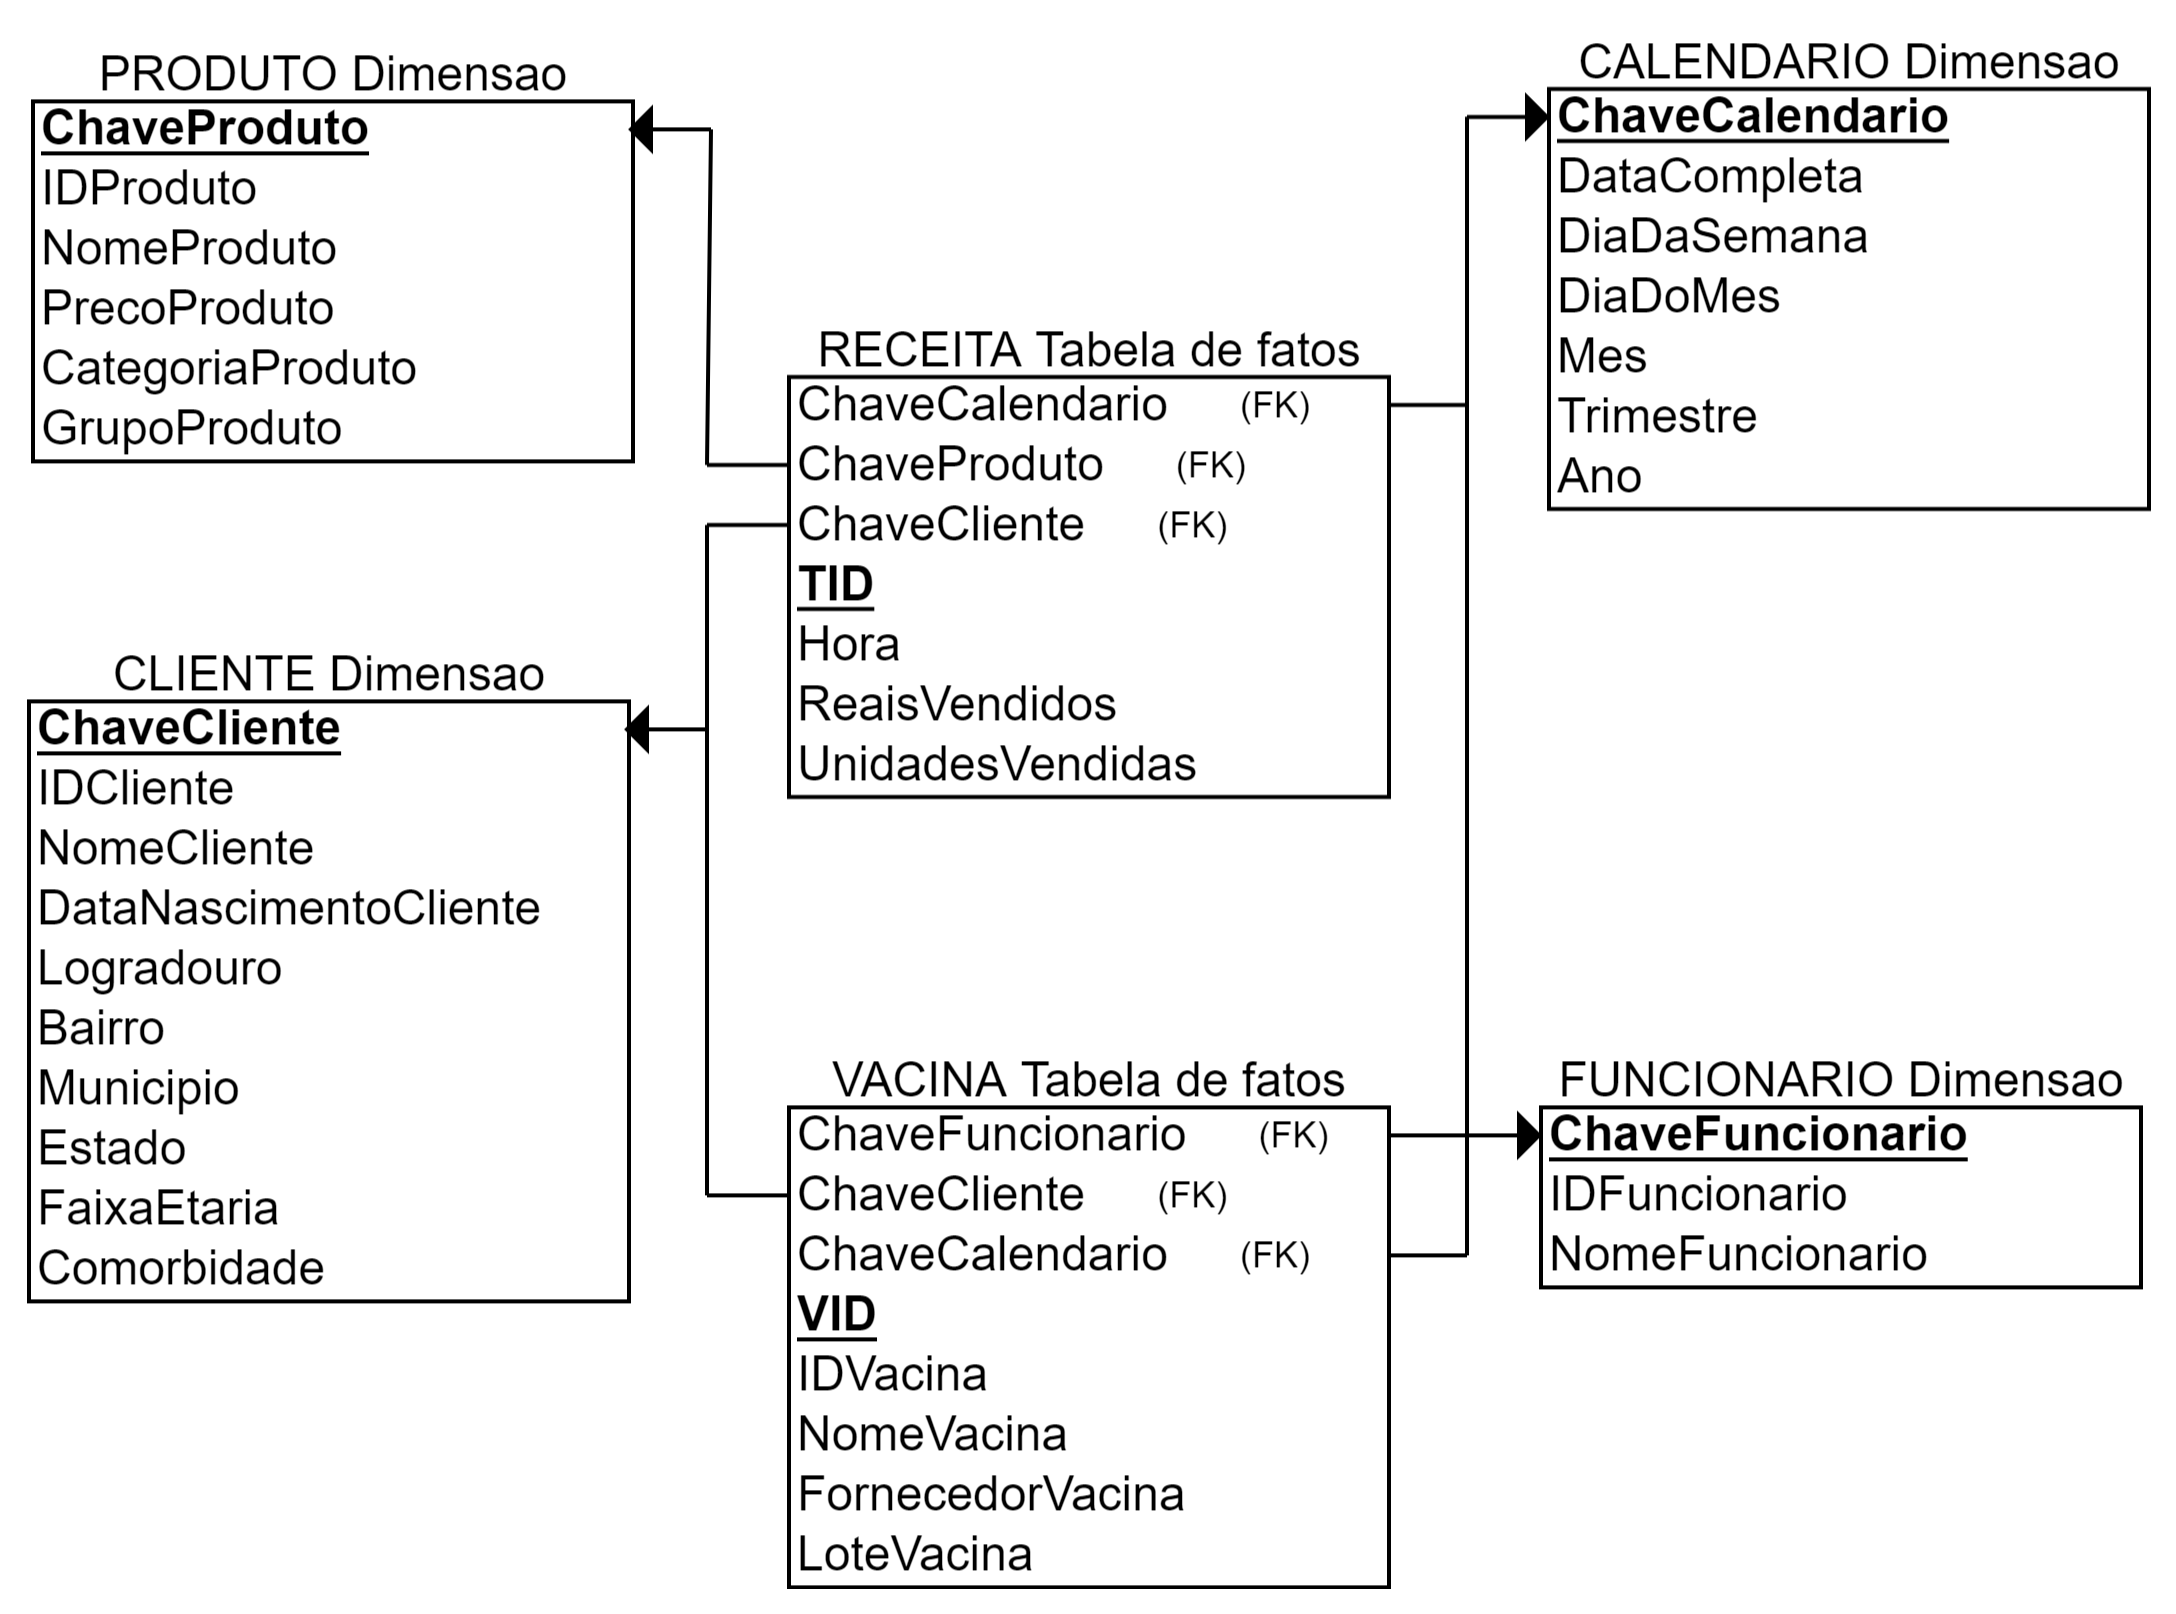 PRODUTO Dimensao
ChaveProduto
IDProduto
NomeProduto
PrecoProduto
CategoriaProduto
GrupoProduto
CALENDARIO Dimensao
ChaveCalendario
DataCompleta
DiaDaSemana
DiaDoMes
Mes
Trimestre
Ano
RECEITA Tabela de fatos
ChaveCalendario (FK)
ChaveProduto (FK)
ChaveCliente (FK)
TID
Hora
ReaisVendidos
UnidadesVendidas
CLIENTE Dimensao
ChaveCliente
IDCliente
NomeCliente
DataNascimentoCliente
Logradouro
Bairro
Municipio
Estado
FaixaEtaria
Comorbidade
VACINA Tabela de fatos
ChaveFuncionario (FK)
ChaveCliente (FK)
ChaveCalendario (FK)
VID
IDVacina
NomeVacina
FornecedorVacina
LoteVacina
FUNCIONARIO Dimensao
ChaveFuncionario
IDFuncionario
NomeFuncionario